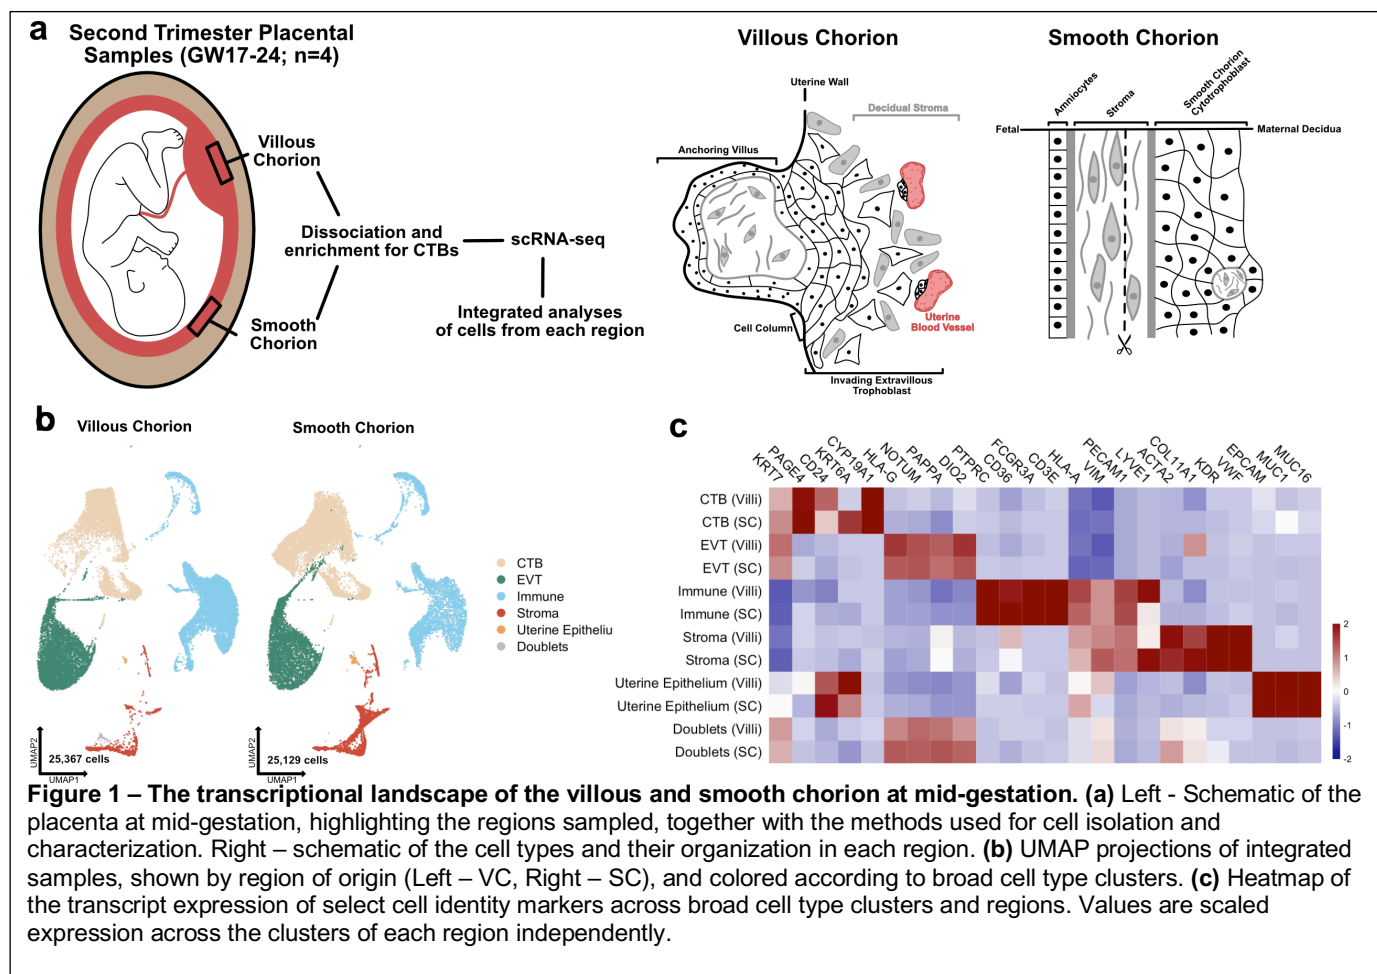 a
Second Trimester Placental
Samples (GW17-24; n=4)
Villous
Chorion
Dissociation and
enrichment for CTBs
scRNA-seq
Integrated analyses
of cells from each region
Smooth
Chorion
Villous Chorion
Uterine Wall
Decidual Stroma
Anchoring Villus
Cell Column
Uterine
Blood Vessel
Invading Extravillous
Trophoblast
Smooth Chorion
Amniocytes
Stroma
Smooth Chorion
Cytotrophoblast
Fetal
Maternal Decidua
b
Villous Chorion
Smooth Chorion
CTB
EVT
Immune
Stroma
Uterine Epitheliu
Doublets
UMAP2
25,367 cells
UMAP1
UMAP2
25,129 cells
UMAP1
c
KRT7
PAGE4
CD24
KRT6A
CYP19A1
HLA-G
NOTUM
PAPPA
DIO2
PTPRC
CD36
FCGR3A
CD3E
HLA-A
VIM
PECAM1
LYVE1
ACTA2
COL11A1
KDR
VWF
EPCAM
MUC1
MUC16
CTB (Villi)
CTB (SC)
EVT (Villi)
EVT (SC)
Immune (Villi)
Immune (SC)
Stroma (Villi)
Stroma (SC)
Uterine Epithelium (Villi)
Uterine Epithelium (SC)
Doublets (Villi)
Doublets (SC)
2
1
0
-1
-2
Figure 1 – The transcriptional landscape of the villous and smooth chorion at mid-gestation. (a) Left - Schematic of the
placenta at mid-gestation, highlighting the regions sampled, together with the methods used for cell isolation and
characterization. Right – schematic of the cell types and their organization in each region. (b) UMAP projections of integrated
samples, shown by region of origin (Left – VC, Right – SC), and colored according to broad cell type clusters. (c) Heatmap of
the transcript expression of select cell identity markers across broad cell type clusters and regions. Values are scaled
expression across the clusters of each region independently.